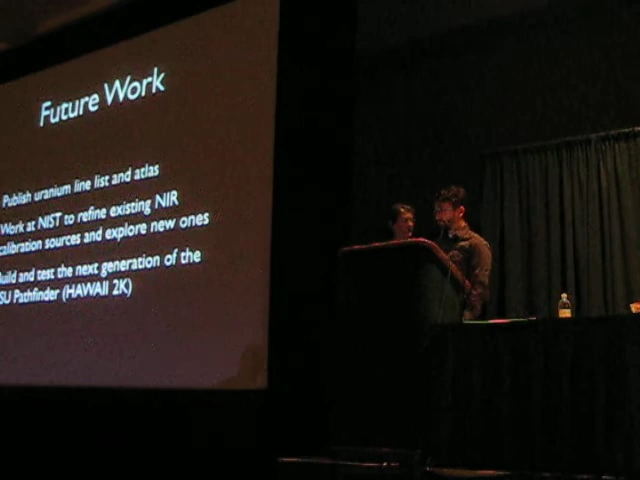 Future Work
Publish uranium line list and atlas
Work at NIST to refine existing NIR
calibration sources and explore new ones
uild and test the next generation of the
SU Pathfinder (HAWAII 2K)